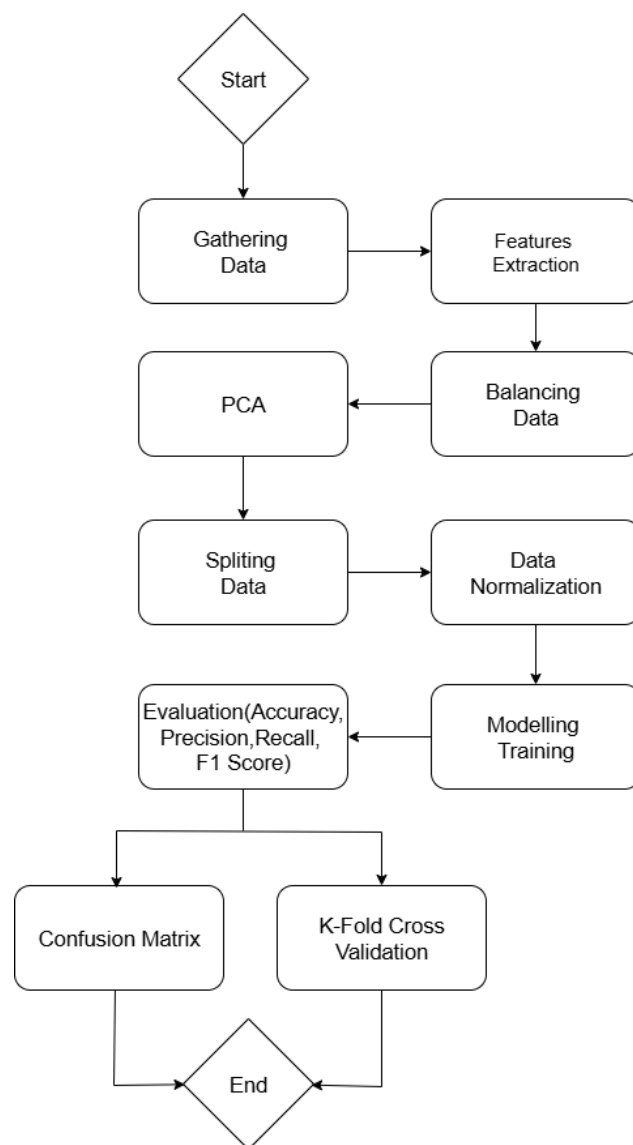 Start
Gathering
Data
Features
Extraction
Balancing
Data
PCA
Spliting
Data
Data
Normalization
Modelling
Training
Evaluation(Accuracy,
Precision,Recall,
F1 Score)
Confusion Matrix
K-Fold Cross
Validation
End